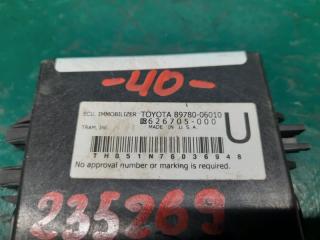 -40-
ECU, IMMOBILIZER TOYOTA 89780-06010
626705-000
TRAM, INC. MADE IN U.S.A.
U
TH851N76036948
No approval number or marking is required.
235269